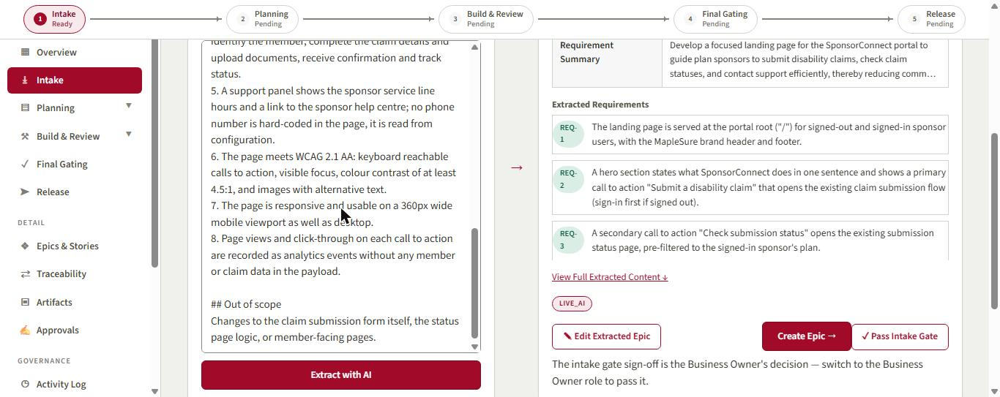 1 Intake Ready
2 Planning Pending
3 Build & Review Pending
4 Final Gating Pending
5 Release Pending
Overview
Intake
Planning
Build & Review
Final Gating
Release
DETAIL
Epics & Stories
Traceability
Artifacts
Approvals
GOVERNANCE
Activity Log
identify the member, complete the claim details and
upload documents, receive confirmation and track
status.
5. A support panel shows the sponsor service line
hours and a link to the sponsor help centre; no phone
number is hard-coded in the page, it is read from
configuration.
6. The page meets WCAG 2.1 AA: keyboard reachable
calls to action, visible focus, colour contrast of at least
4.5:1, and images with alternative text.
7. The page is responsive and usable on a 360px wide
mobile viewport as well as desktop.
8. Page views and click-through on each call to action
are recorded as analytics events without any member
or claim data in the payload.
## Out of scope
Changes to the claim submission form itself, the status
page logic, or member-facing pages.
Extract with AI
→
Requirement
Summary
Develop a focused landing page for the SponsorConnect portal to
guide plan sponsors to submit disability claims, check claim
statuses, and contact support efficiently, thereby reducing comm…
Extracted Requirements
REQ-
1
The landing page is served at the portal root ("/") for signed-out and signed-in sponsor
users, with the MapleSure brand header and footer.
REQ-
2
A hero section states what SponsorConnect does in one sentence and shows a primary
call to action "Submit a disability claim" that opens the existing claim submission flow
(sign-in first if signed out).
REQ-
3
A secondary call to action "Check submission status" opens the existing submission
status page, pre-filtered to the signed-in sponsor's plan.
View Full Extracted Content ↓
LIVE_AI
✎ Edit Extracted Epic
Create Epic →
✓ Pass Intake Gate
The intake gate sign-off is the Business Owner's decision — switch to the Business
Owner role to pass it.